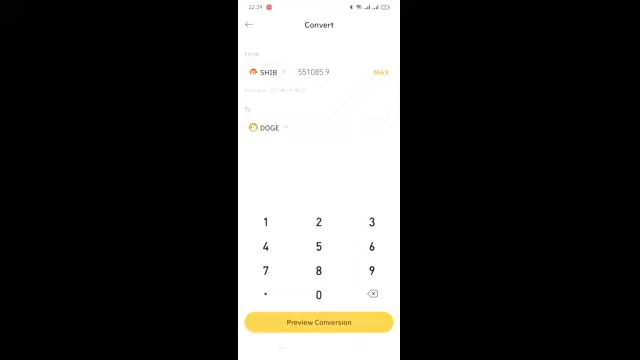 22:29
Convert
From
SHIB 551085.9 MAX
To
DOGE
1 2 3
4 5 6
7 8 9
. 0
Preview Conversion